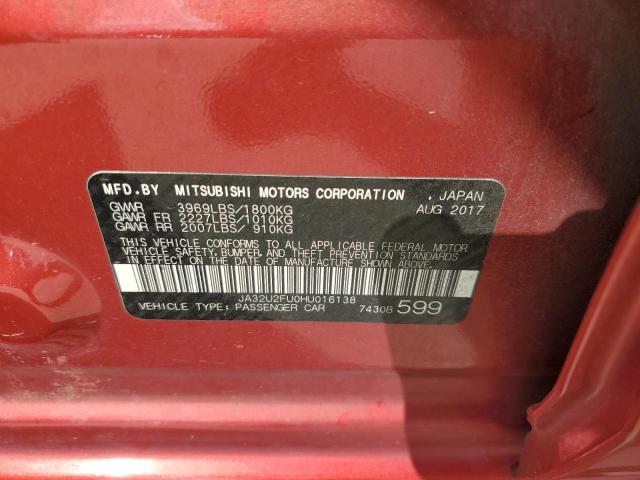 MFD.BY MITSUBISHI MOTORS CORPORATION , JAPAN
GVWR 3969LBS/1800KG AUG 2017
GAWR FR 2227LBS/1010KG
GAWR RR 2007LBS/ 910KG
THIS VEHICLE CONFORMS TO ALL APPLICABLE FEDERAL MOTOR
VEHICLE SAFETY, BUMPER, AND THEFT PREVENTION STANDARDS
IN EFFECT ON THE DATE OF MANUFACTURE SHOWN ABOVE.
JA32U2FU0HU016138
VEHICLE TYPE: PASSENGER CAR 7430B 599